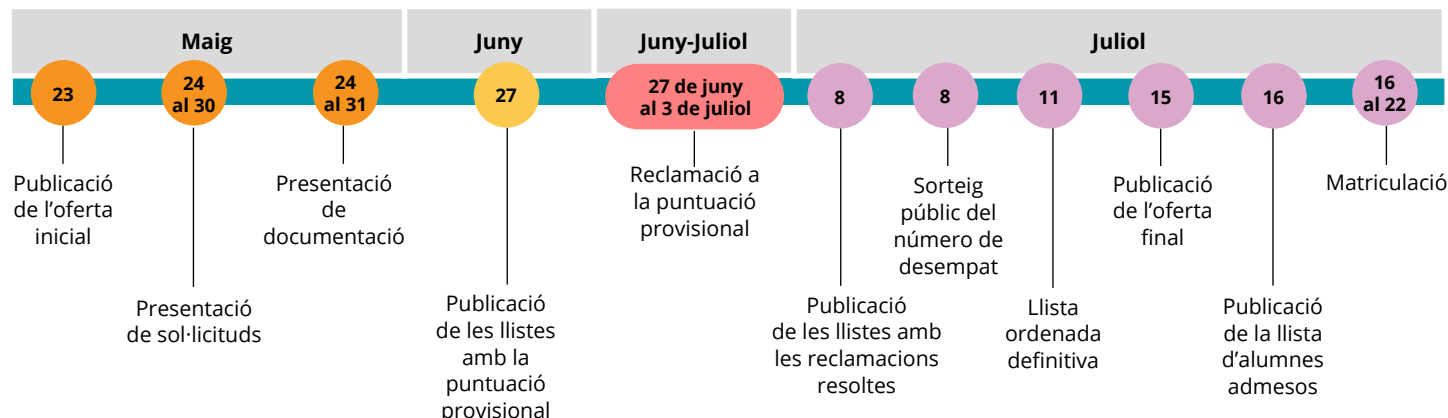 Maig
Juny
Juny-Juliol
Juliol
23
24
al 30
24
al 31
27
27 de juny
al 3 de juliol
8
8
11
15
16
16
al 22
Publicació
de l’oferta
inicial
Presentació
de sol·licituds
Presentació
de
documentació
Publicació
de les llistes
amb la
puntuació
provisional
Reclamació a
la puntuació
provisional
Publicació
de les llistes amb
les reclamacions
resoltes
Sorteig
públic del
número de
desempat
Llista
ordenada
definitiva
Publicació
de l’oferta
final
Publicació
de la llista
d’alumnes
admesos
Matriculació